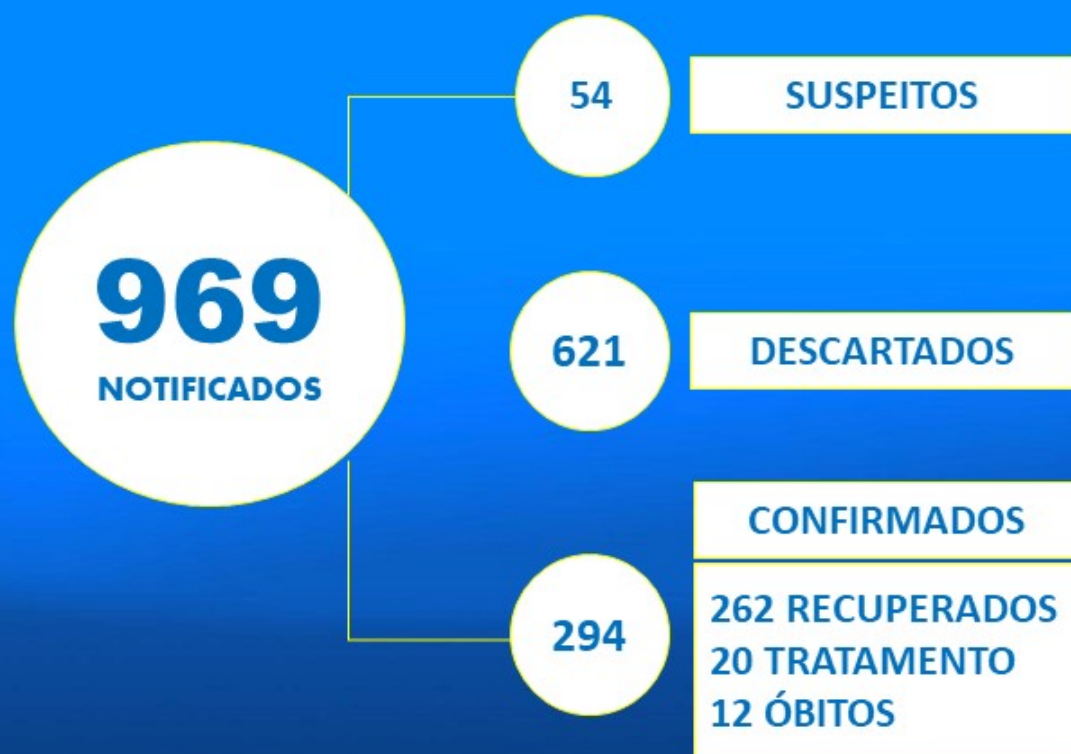 969
NOTIFICADOS
54
SUSPEITOS
621
DESCARTADOS
294
CONFIRMADOS
262 RECUPERADOS
20 TRATAMENTO
12 ÓBITOS